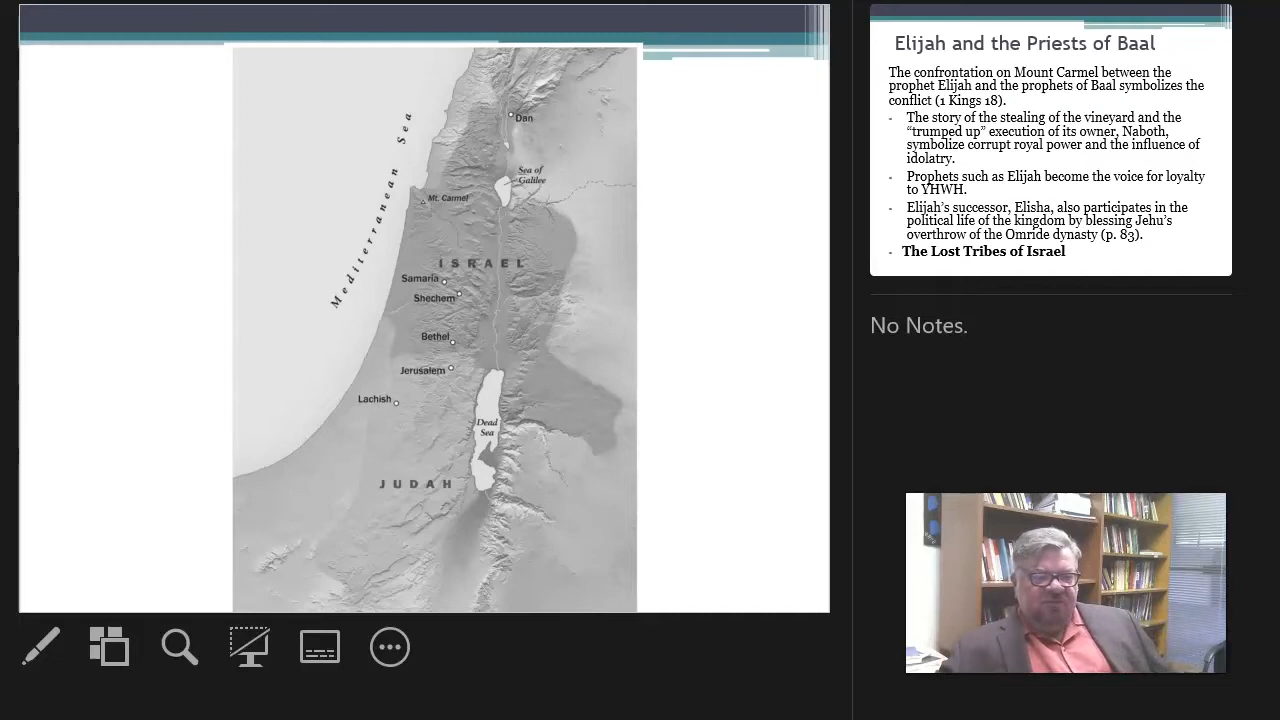 Mediterranean Sea
Dan
Sea of
Galilee
Mt. Carmel
ISRAEL
Samaria
Shechem
Bethel
Jerusalem
Lachish
Dead
Sea
JUDAH
Elijah and the Priests of Baal
The confrontation on Mount Carmel between the
prophet Elijah and the prophets of Baal symbolizes the
conflict (1 Kings 18).
- The story of the stealing of the vineyard and the
“trumped up” execution of its owner, Naboth,
symbolize corrupt royal power and the influence of
idolatry.
- Prophets such as Elijah become the voice for loyalty
to YHWH.
- Elijah’s successor, Elisha, also participates in the
political life of the kingdom by blessing Jehu’s
overthrow of the Omride dynasty (p. 83).
- The Lost Tribes of Israel
No Notes.